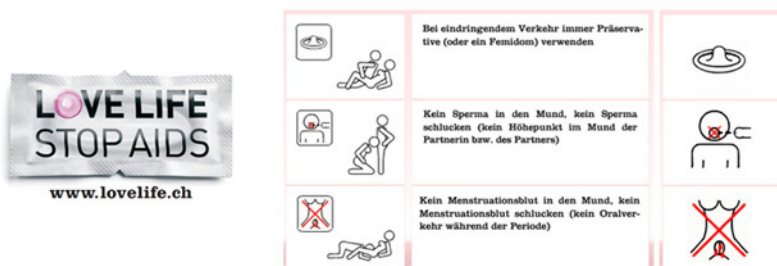 LOVE LIFE
STOP AIDS
www.lovelife.ch
Bei eindringendem Verkehr immer Präserva-
tive (oder ein Femidom) verwenden
Kein Sperma in den Mund, kein Sperma
schlucken (kein Höhepunkt im Mund der
Partnerin bzw. des Partners)
Kein Menstruationsblut in den Mund, kein
Menstruationsblut schlucken (kein Oralver-
kehr während der Periode)